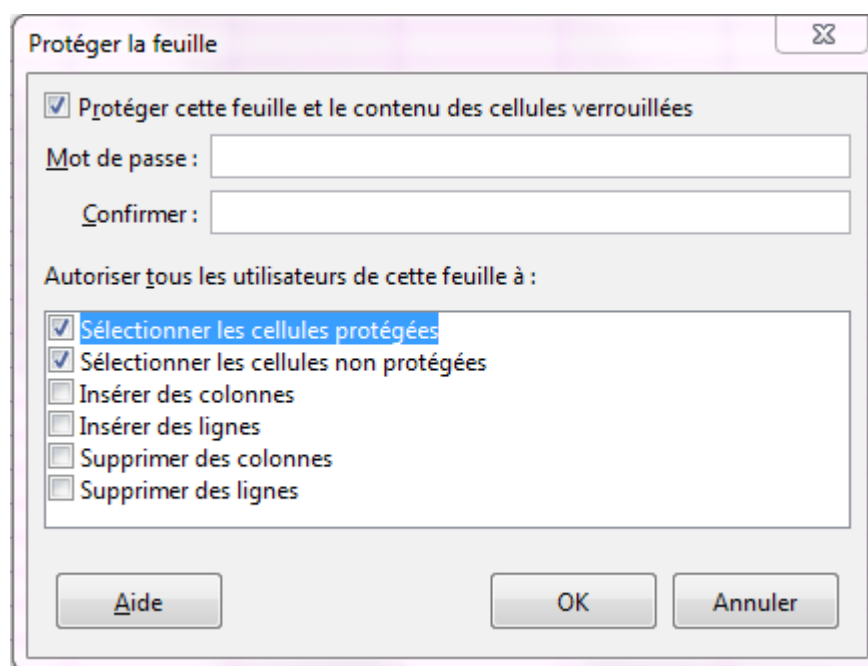 Protéger la feuille
Protéger cette feuille et le contenu des cellules verrouillées
Mot de passe :
Confirmer :
Autoriser tous les utilisateurs de cette feuille à :
Sélectionner les cellules protégées
Sélectionner les cellules non protégées
Insérer des colonnes
Insérer des lignes
Supprimer des colonnes
Supprimer des lignes
Aide OK Annuler